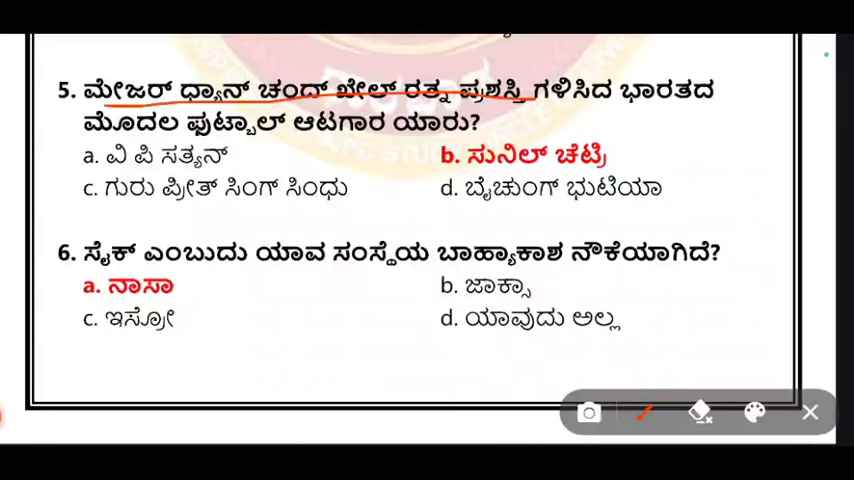 5. ಮೇಜರ್ ಧ್ಯಾನ್ ಚಂದ್ ಖೇಲ್ ರತ್ನ ಪ್ರಶಸ್ತಿ ಗಳಿಸಿದ ಭಾರತದ
ಮೊದಲ ಫುಟ್ಬಾಲ್ ಆಟಗಾರ ಯಾರು?
a. ವಿ ಪಿ ಸತ್ಯನ್ b. ಸುನಿಲ್ ಚೆಟ್ರಿ
c. ಗುರು ಪ್ರೀತ್ ಸಿಂಗ್ ಸಿಂಧು d. ಬೈಚುಂಗ್ ಭುಟಿಯಾ
6. ಸೈಕ್ ಎಂಬುದು ಯಾವ ಸಂಸ್ಥೆಯ ಬಾಹ್ಯಾಕಾಶ ನೌಕೆಯಾಗಿದೆ?
a. ನಾಸಾ b. ಜಾಕ್ಸಾ
c. ಇಸ್ರೋ d. ಯಾವುದು ಅಲ್ಲ